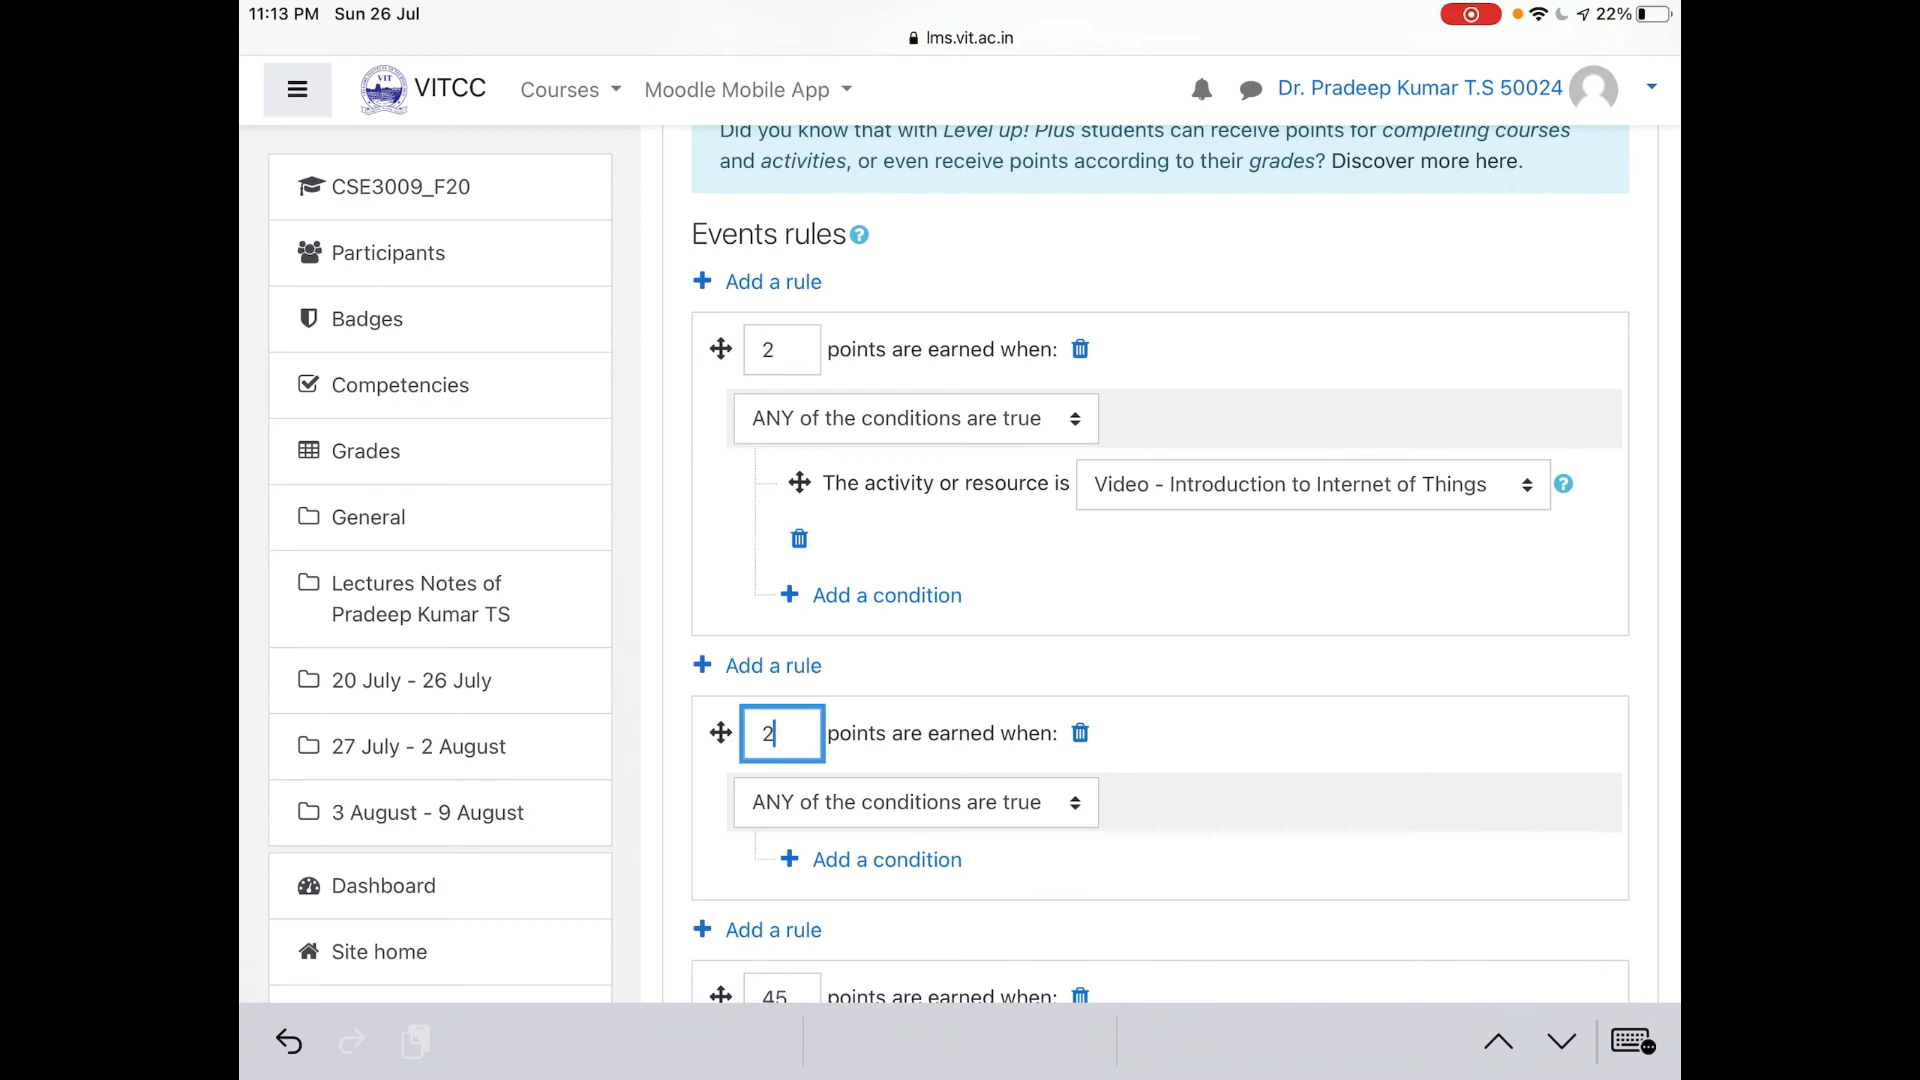 11:13 PM Sun 26 Jul
22%
lms.vit.ac.in
VIT
VITCC
Courses
Moodle Mobile App
Dr. Pradeep Kumar T.S 50024
Did you know that with Level up! Plus students can receive points for completing courses
and activities, or even receive points according to their grades? Discover more here.
CSE3009_F20
Participants
Badges
Competencies
Grades
General
Lectures Notes of
Pradeep Kumar TS
20 July - 26 July
27 July - 2 August
3 August - 9 August
Dashboard
Site home
Events rules
Add a rule
2 points are earned when:
ANY of the conditions are true
The activity or resource is Video - Introduction to Internet of Things
Add a condition
Add a rule
2 points are earned when:
ANY of the conditions are true
Add a condition
Add a rule
45 points are earned when: